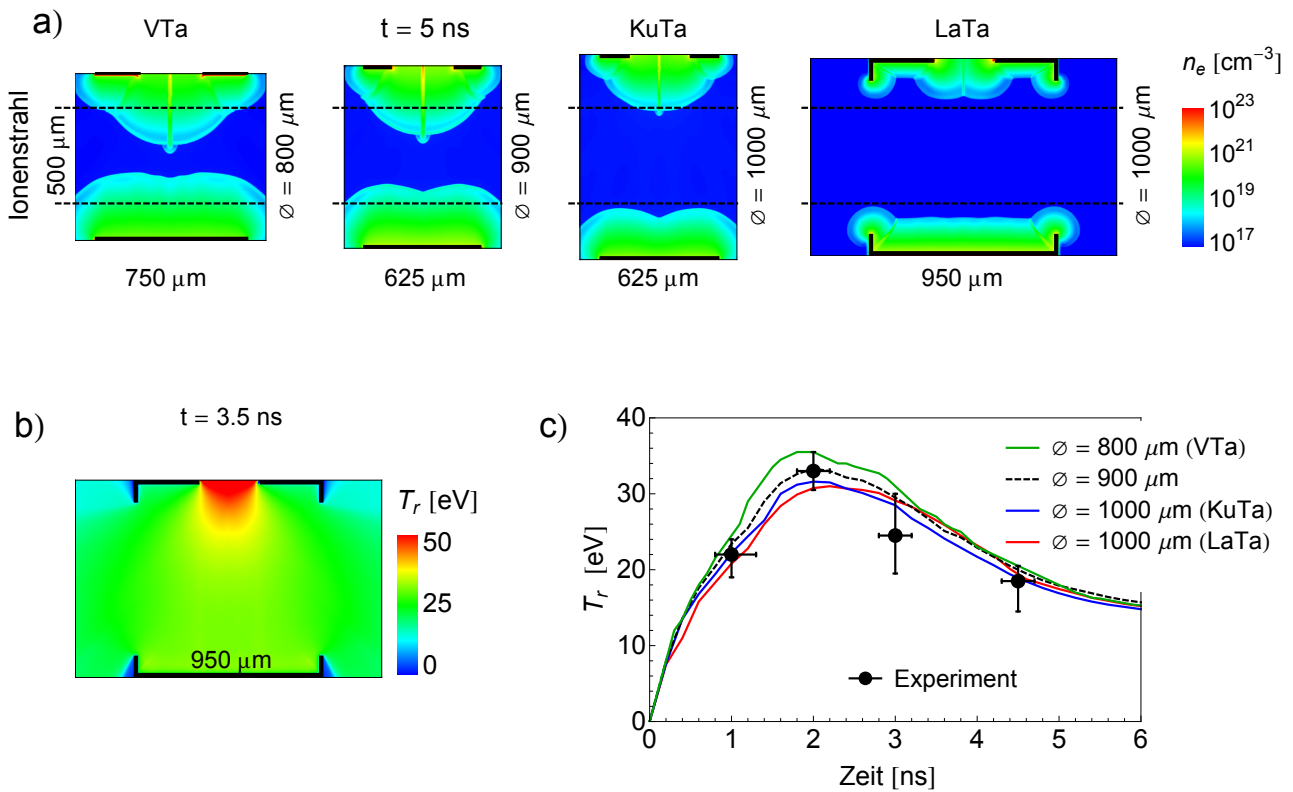 a)
VTa
t = 5 ns
KuTa
LaTa
nₑ [cm⁻³]
Ionenstrahl
500 μm
∅ = 800 μm
∅ = 900 μm
∅ = 1000 μm
∅ = 1000 μm
10²³
10²¹
10¹⁹
10¹⁷
750 μm
625 μm
625 μm
950 μm
b)
t = 3.5 ns
950 μm
Tᵣ [eV]
50
25
0
c)
Tᵣ [eV]
40
30
20
10
0
∅ = 800 μm (VTa)
∅ = 900 μm
∅ = 1000 μm (KuTa)
∅ = 1000 μm (LaTa)
Experiment
0 1 2 3 4 5 6
Zeit [ns]